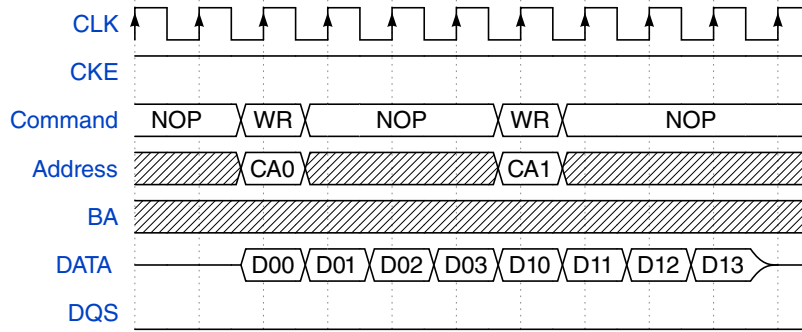 CLK
CKE
Command NOP WR NOP WR NOP
Address CA0 CA1
BA
DATA D00 D01 D02 D03 D10 D11 D12 D13
DQS